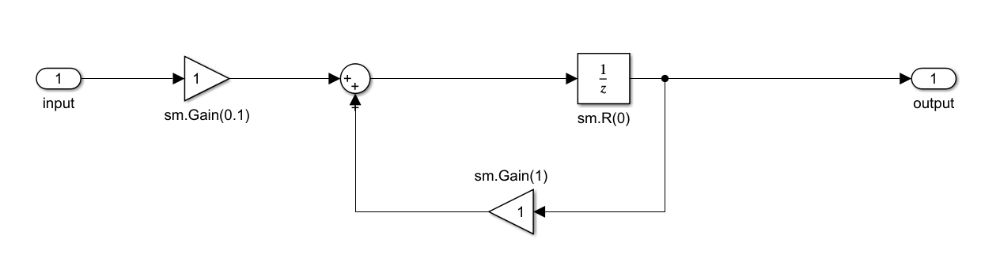 1
input
1
sm.Gain(0.1)
+
+
+
1
z
sm.R(0)
1
output
sm.Gain(1)
1